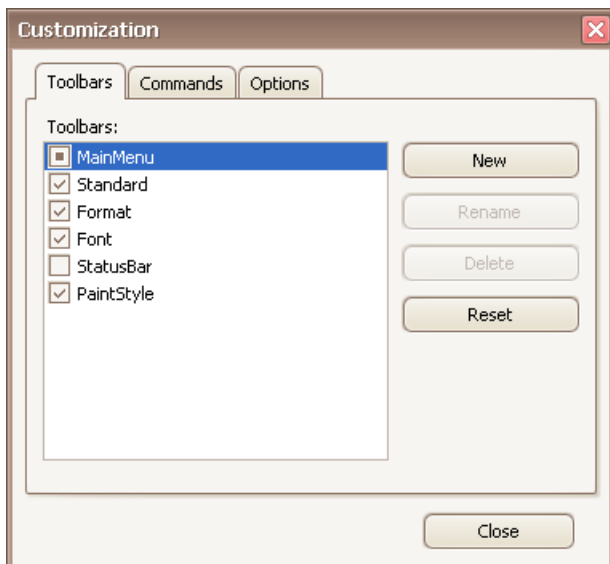 Customization
Toolbars Commands Options
Toolbars:
MainMenu
Standard
Format
Font
StatusBar
PaintStyle
New
Rename
Delete
Reset
Close